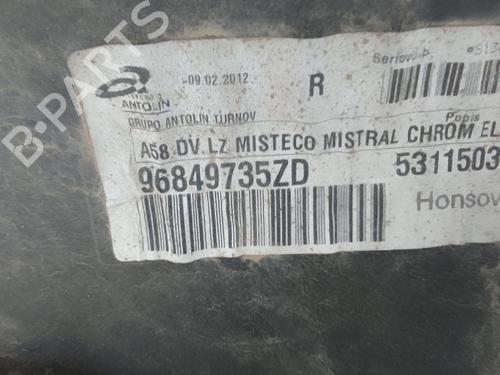 B-PARTS
GRUPO
ANTOLIN
09.02.2012
R
GRUPO ANTOLIN TURNOV
Popis
A58 DV LZ MISTECO MISTRAL CHROM EL
96849735ZD
5311503
Honsov